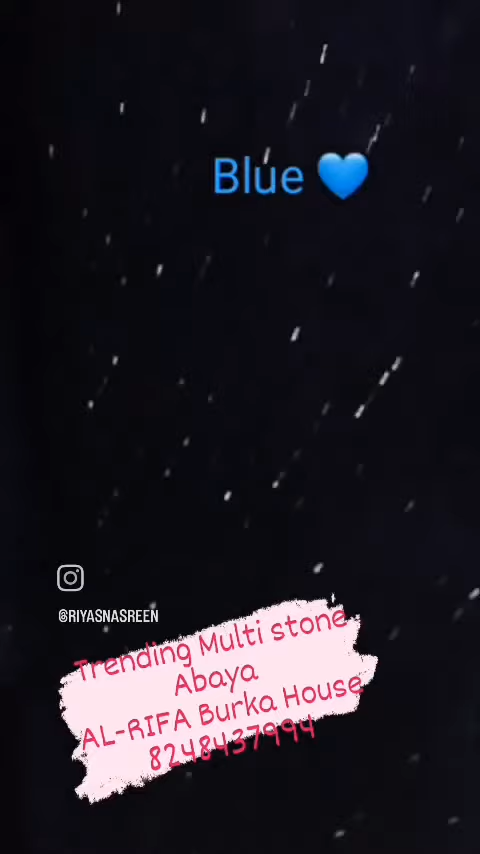 Blue 💙
@RIYASNASREEN
Trending Multi stone
Abaya
AL-RIFA Burka House
8248437994